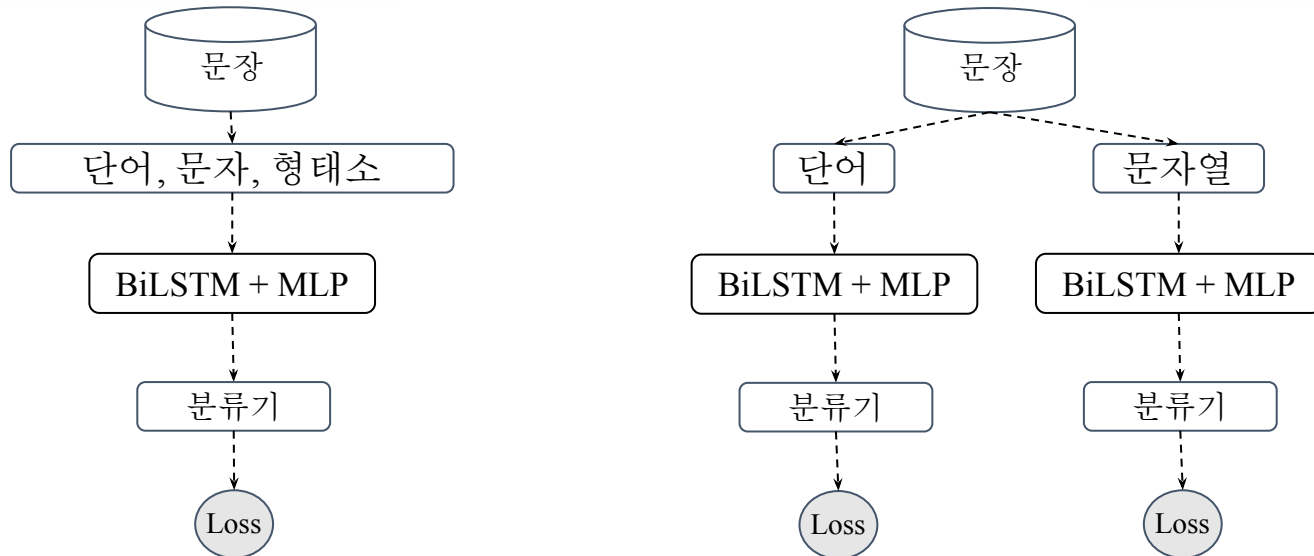 문장
단어, 문자, 형태소
BiLSTM + MLP
분류기
Loss
문장
단어
문자열
BiLSTM + MLP
BiLSTM + MLP
분류기
분류기
Loss
Loss